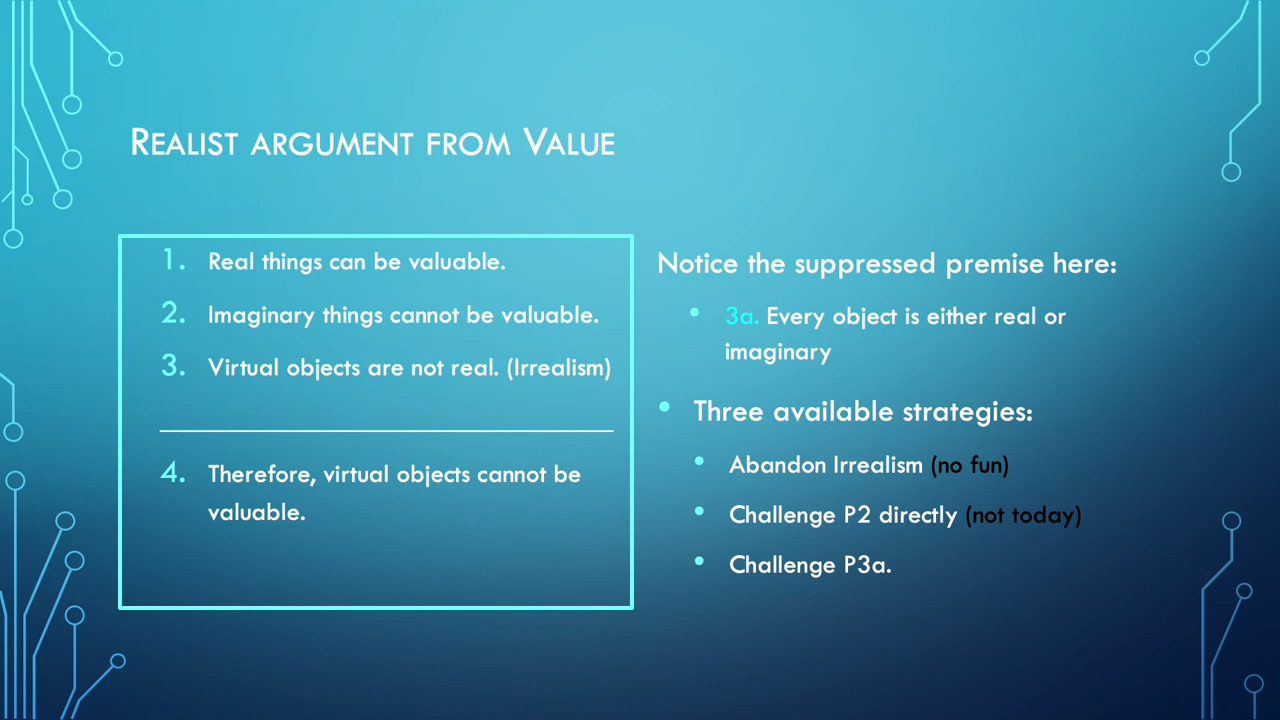 Realist argument from Value
1. Real things can be valuable.
2. Imaginary things cannot be valuable.
3. Virtual objects are not real. (Irrealism)
4. Therefore, virtual objects cannot be
valuable.
Notice the suppressed premise here:
• 3a. Every object is either real or
imaginary
• Three available strategies:
• Abandon Irrealism (no fun)
• Challenge P2 directly (not today)
• Challenge P3a.